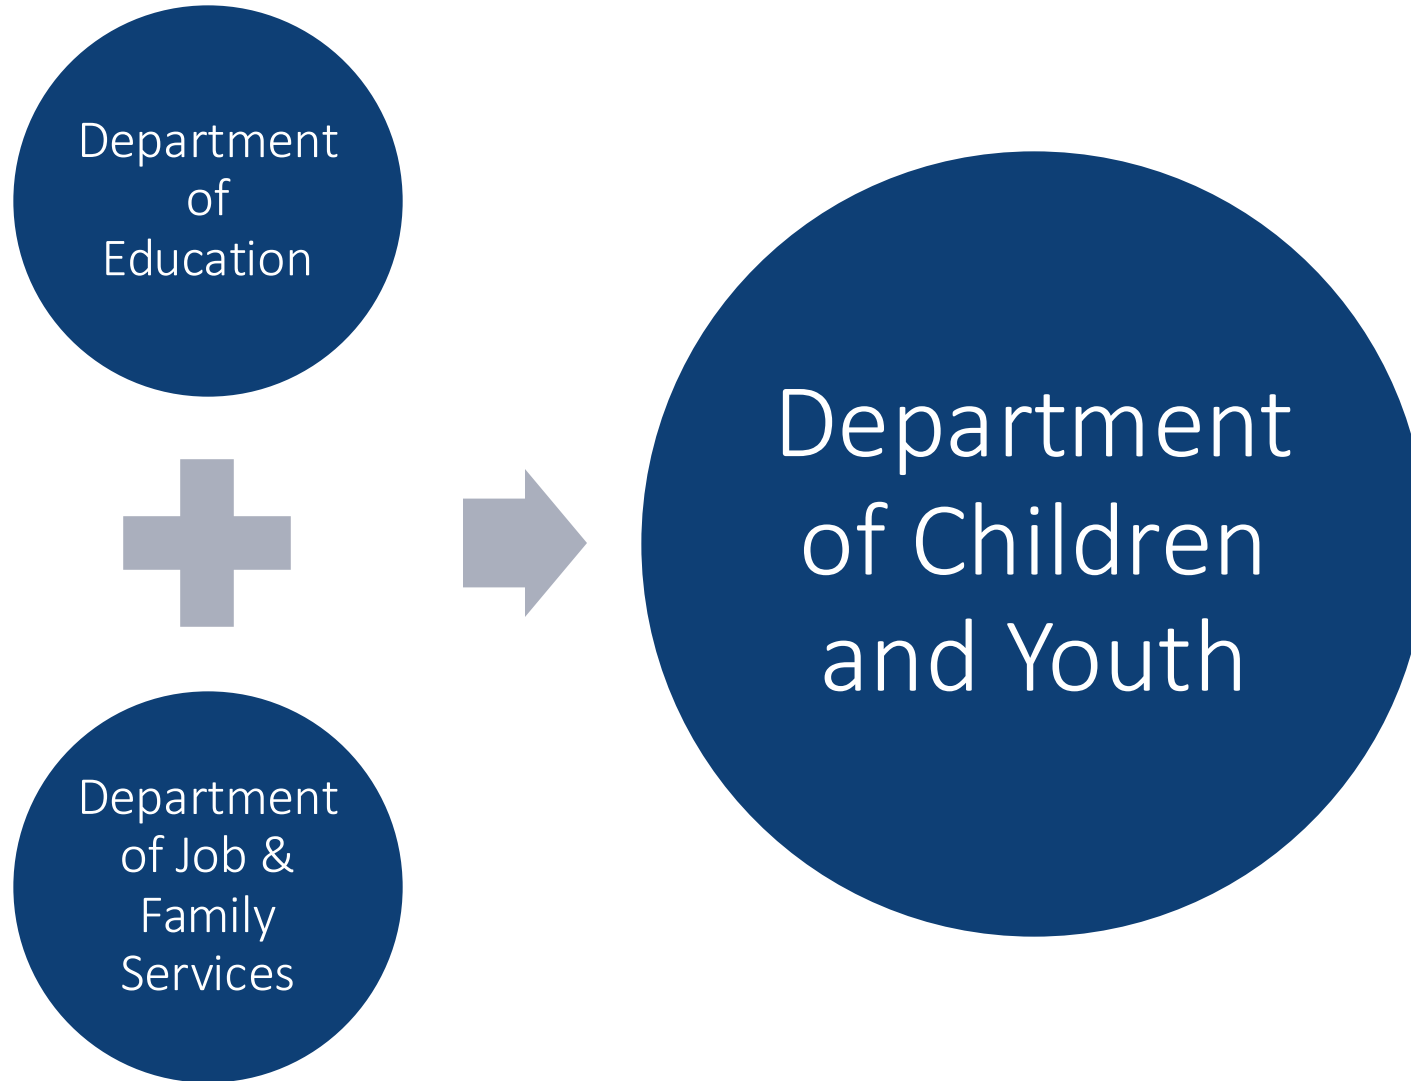 Department
of
Education
Department
of Job &
Family
Services
Department
of Children
and Youth